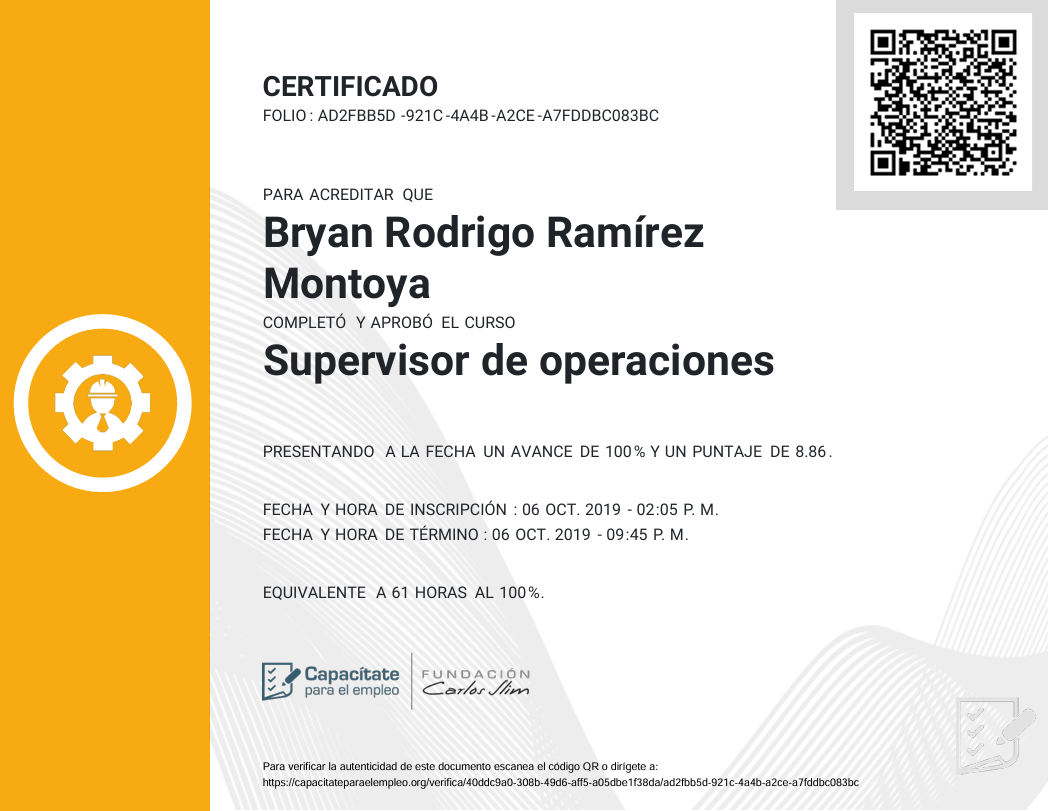 CERTIFICADO
FOLIO : AD2FBB5D -921C -4A4B -A2CE -A7FDDBC083BC
PARA ACREDITAR QUE
Bryan Rodrigo Ramírez
Montoya
COMPLETÓ Y APROBÓ EL CURSO
Supervisor de operaciones
PRESENTANDO A LA FECHA UN AVANCE DE 100% Y UN PUNTAJE DE 8.86.
FECHA Y HORA DE INSCRIPCIÓN : 06 OCT. 2019 - 02:05 P. M.
FECHA Y HORA DE TÉRMINO : 06 OCT. 2019 - 09:45 P. M.
EQUIVALENTE A 61 HORAS AL 100%.
Capacítate
para el empleo
FUNDACIÓN
Carlos Slim
Para verificar la autenticidad de este documento escanea el código QR o dirígete a:
https://capacitateparaelempleo.org/verifica/40ddc9a0-308b-49d6-aff5-a05dbe1f38da/ad2fbb5d-921c-4a4b-a2ce-a7fddbc083bc